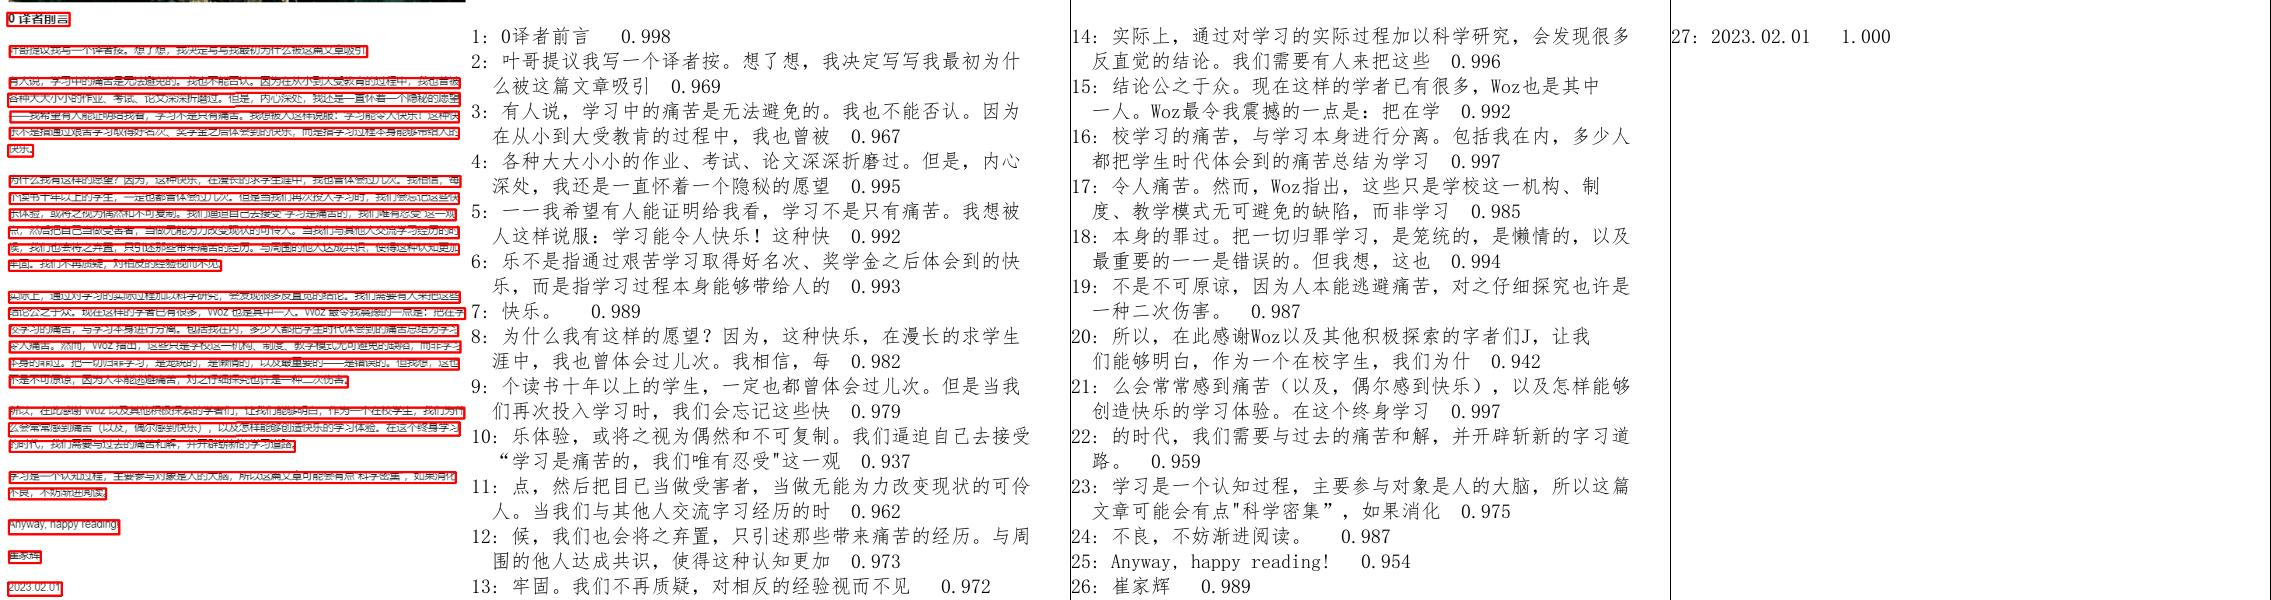 0 译者前言
叶哥提议我写一个译者按。想了想，我决定写写我最初为什么被这篇文章吸引
有人说，学习中的痛苦是无法避免的。我也不能否认。因为在从小到大受教育的过程中，我也曾被
各种大大小小的作业、考试、论文深深折磨过。但是，内心深处，我还是一直怀着一个隐秘的愿望
——我希望有人能证明给我看，学习不是只有痛苦。我想被人这样说服：学习能令人快乐！这种快
乐不是指通过艰苦学习取得好名次、奖学金之后体会到的快乐，而是指学习过程本身能够带给人的
快乐。
为什么我有这样的愿望？因为，这种快乐，在漫长的求学生涯中，我也曾体会过几次。我相信，每
个读书十年以上的学生，一定也都曾体会过几次。但是当我们再次投入学习时，我们会忘记这些快
乐体验，或将之视为偶然和不可复制。我们逼迫自己去接受“学习是痛苦的，我们唯有忍受”这一观
点，然后把自己当做受害者，当做无能为力改变现状的可怜人。当我们与其他人交流学习经历的时
候，我们也会将之弃置，只引述那些带来痛苦的经历。与周围的他人达成共识，使得这种认知更加
牢固。我们不再质疑，对相反的经验视而不见。
实际上，通过对学习的实际过程加以科学研究，会发现很多反直觉的结论。我们需要有人来把这些
结论公之于众。现在这样的学者已有很多，Woz 也是其中一人。Woz 最令我震撼的一点是：把在学
校学习的痛苦，与学习本身进行分离。包括我在内，多少人都把学生时代体会到的痛苦总结为学习
令人痛苦。然而，Woz 指出，这些只是学校这一机构、制度、教学模式无可避免的缺陷，而非学习
本身的罪过。把一切归罪学习，是笼统的，是懒惰的，以及最重要的——是错误的。但我想，这也
不是不可原谅，因为人本能逃避痛苦，对之仔细探究也许是一种二次伤害。
所以，在此感谢 Woz 以及其他积极探索的学者们，让我们能够明白，作为一个在校学生，我们为什
么会常常感到痛苦（以及，偶尔感到快乐），以及怎样能够创造快乐的学习体验。在这个终身学习
的时代，我们需要与过去的痛苦和解，并开辟崭新的学习道路。
学习是一个认知过程，主要参与对象是人的大脑，所以这篇文章可能会有点“科学密集”，如果消化
不良，不妨渐进阅读。
Anyway, happy reading!
崔家辉
2023.02.01
1: 0译者前言 0.998
2: 叶哥提议我写一个译者按。想了想，我决定写写我最初为什
么被这篇文章吸引 0.969
3: 有人说，学习中的痛苦是无法避免的。我也不能否认。因为
在从小到大受教肯的过程中，我也曾被 0.967
4: 各种大大小小的作业、考试、论文深深折磨过。但是，内心
深处，我还是一直怀着一个隐秘的愿望 0.995
5: 一一我希望有人能证明给我看，学习不是只有痛苦。我想被
人这样说服：学习能令人快乐！这种快 0.992
6: 乐不是指通过艰苦学习取得好名次、奖学金之后体会到的快
乐，而是指学习过程本身能够带给人的 0.993
7: 快乐。 0.989
8: 为什么我有这样的愿望？因为，这种快乐，在漫长的求学生
涯中，我也曾体会过儿次。我相信，每 0.982
9: 个读书十年以上的学生，一定也都曾体会过儿次。但是当我
们再次投入学习时，我们会忘记这些快 0.979
10: 乐体验，或将之视为偶然和不可复制。我们逼迫自己去接受
“学习是痛苦的，我们唯有忍受"这一观 0.937
11: 点，然后把目己当做受害者，当做无能为力改变现状的可伶
人。当我们与其他人交流字习经历的时 0.962
12: 候，我们也会将之弃置，只引述那些带来痛苦的经历。与周
围的他人达成共识，使得这种认知更加 0.973
13: 牢固。我们不再质疑，对相反的经验视而不见 0.972
14: 实际上，通过对学习的实际过程加以科学研究，会发现很多
反直觉的结论。我们需要有人来把这些 0.996
15: 结论公之于众。现在这样的学者已有很多，Woz也是其中
一人。Woz最令我震撼的一点是：把在学 0.992
16: 校学习的痛苦，与学习本身进行分离。包括我在内，多少人
都把学生时代体会到的痛苦总结为学习 0.997
17: 令人痛苦。然而，Woz指出，这些只是学校这一机构、制
度、教学模式无可避免的缺陷，而非学习 0.985
18: 本身的罪过。把一切归罪学习，是笼统的，是懒情的，以及
最重要的一一是错误的。但我想，这也 0.994
19: 不是不可原谅，因为人本能逃避痛苦，对之仔细探究也许是
一种二次伤害。 0.987
20: 所以，在此感谢Woz以及其他积极探索的字者们J，让我
们能够明白，作为一个在校字生，我们为什 0.942
21: 么会常常感到痛苦（以及，偶尔感到快乐），以及怎样能够
创造快乐的学习体验。在这个终身学习 0.997
22: 的时代，我们需要与过去的痛苦和解，并开辟斩新的字习道
路。 0.959
23: 学习是一个认知过程，主要参与对象是人的大脑，所以这篇
文章可能会有点"科学密集”，如果消化 0.975
24: 不良，不妨渐进阅读。 0.987
25: Anyway, happy reading! 0.954
26: 崔家辉 0.989
27: 2023.02.01 1.000